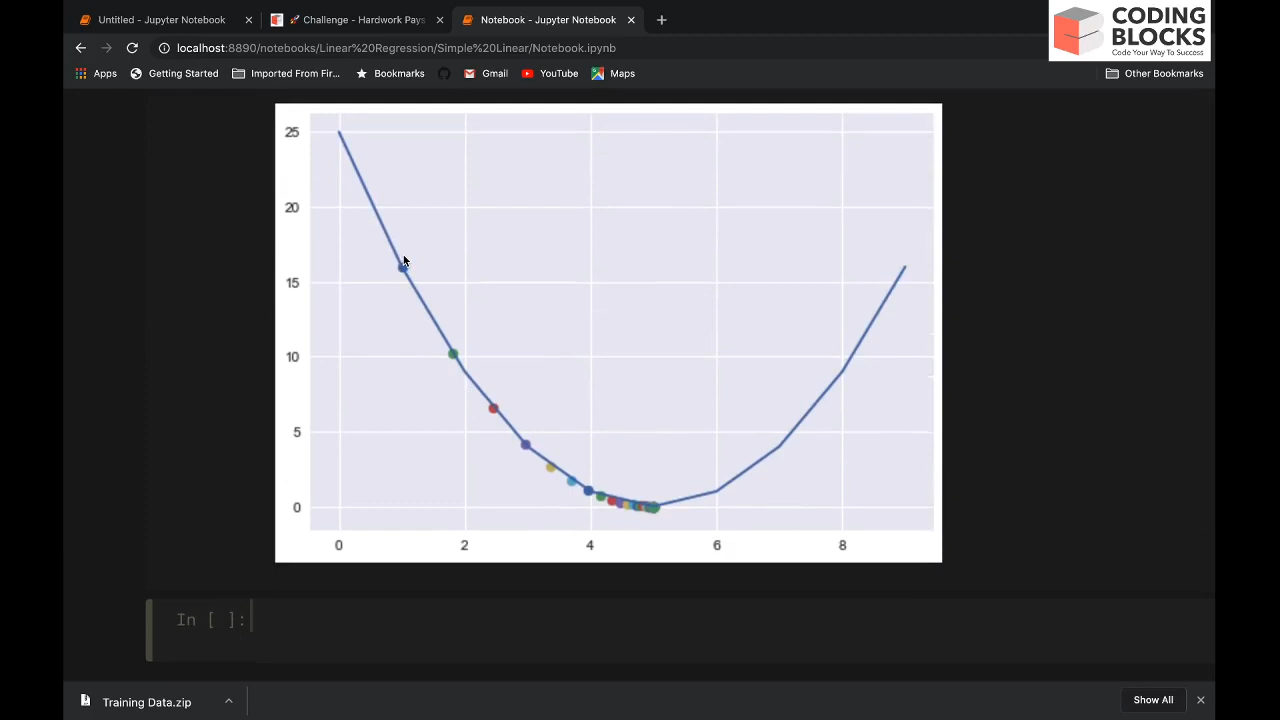 Untitled - Jupyter Notebook
Challenge - Hardwork Pays
Notebook - Jupyter Notebook
localhost:8890/notebooks/Linear%20Regression/Simple%20Linear/Notebook.ipynb
CODING
BLOCKS
Code Your Way To Success
Apps
Getting Started
Imported From Fir...
Bookmarks
Gmail
YouTube
Maps
Other Bookmarks
25
20
15
10
5
0
0 2 4 6 8
In [ ]:
Training Data.zip
Show All